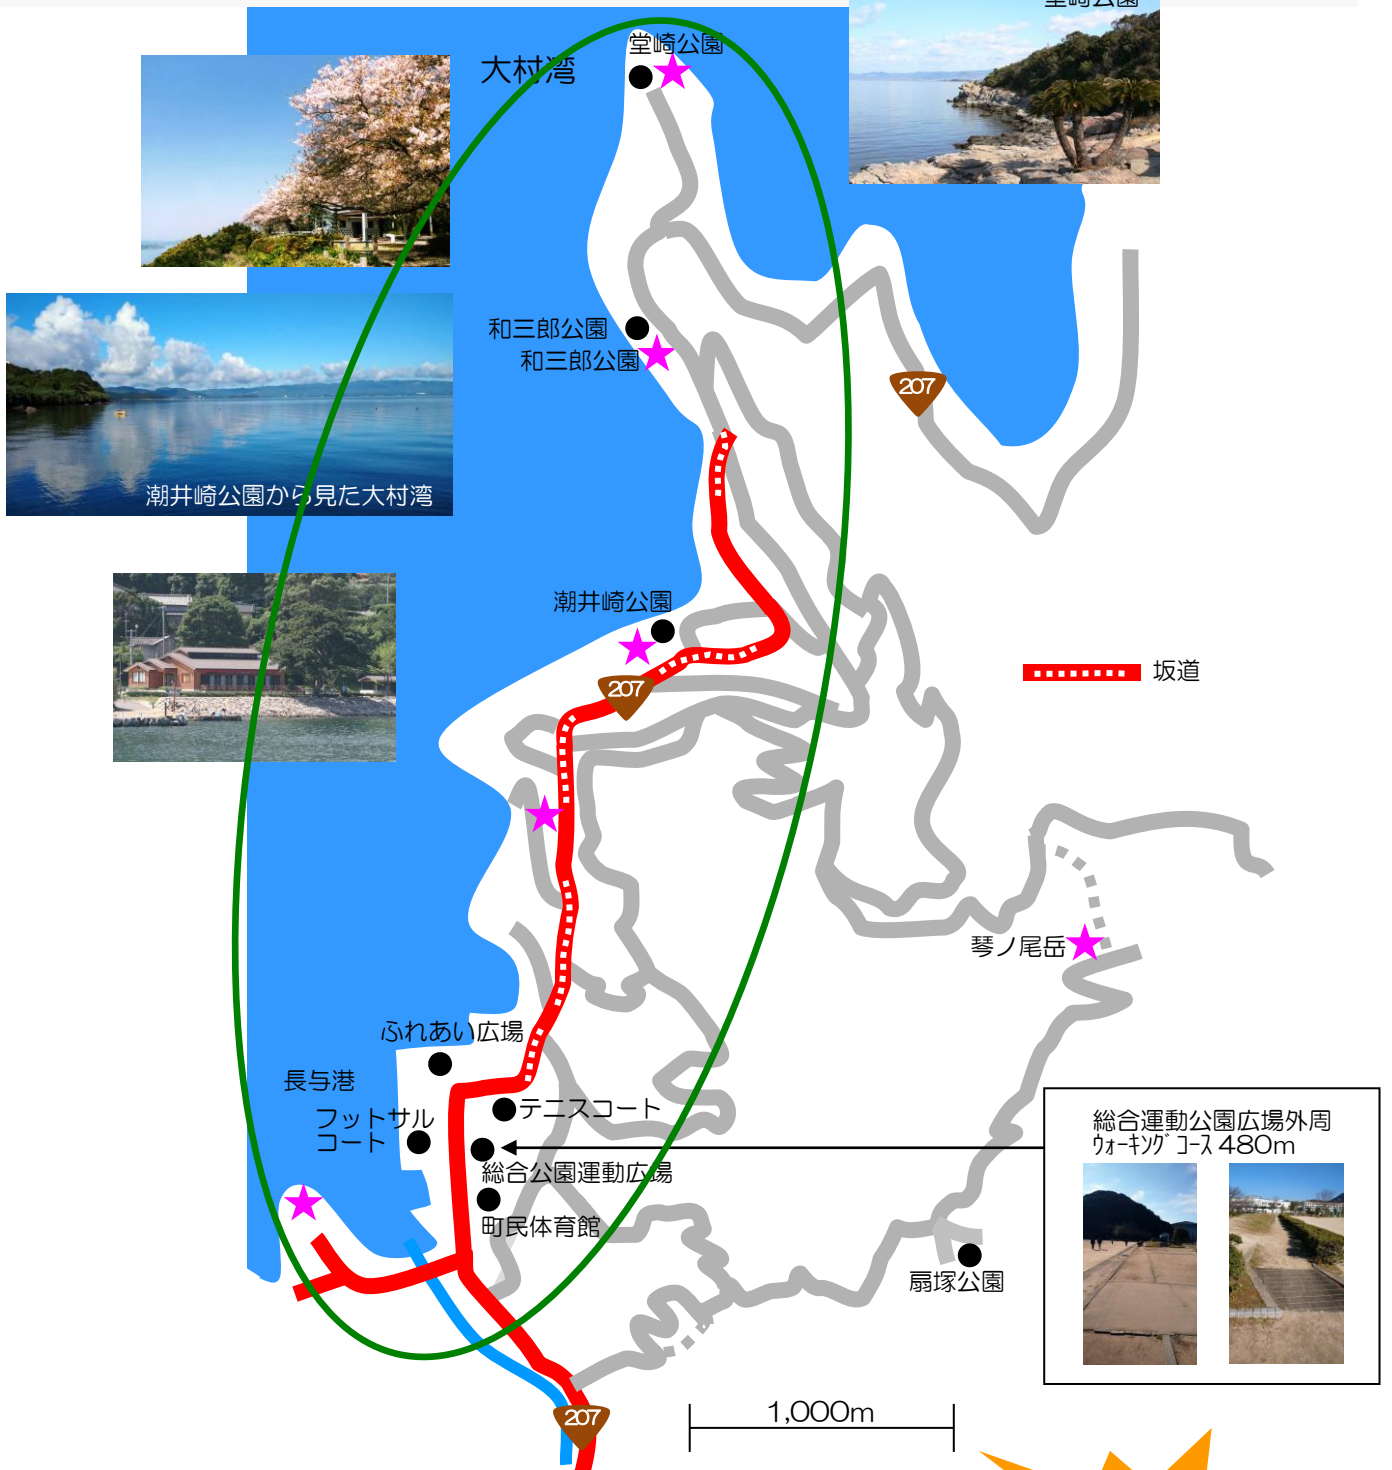 堂崎公園
堂崎公園
大村湾
和三郎公園
和三郎公園
207
潮井崎公園から見た大村湾
潮井崎公園
坂道
207
琴ノ尾岳
ふれあい広場
長与港
フットサル
コート
テニスコート
総合公園運動広場
町民体育館
総合運動公園広場外周
ｳｫｰｷﾝｸﾞｺｰｽ 480m
扇塚公園
1,000m
207